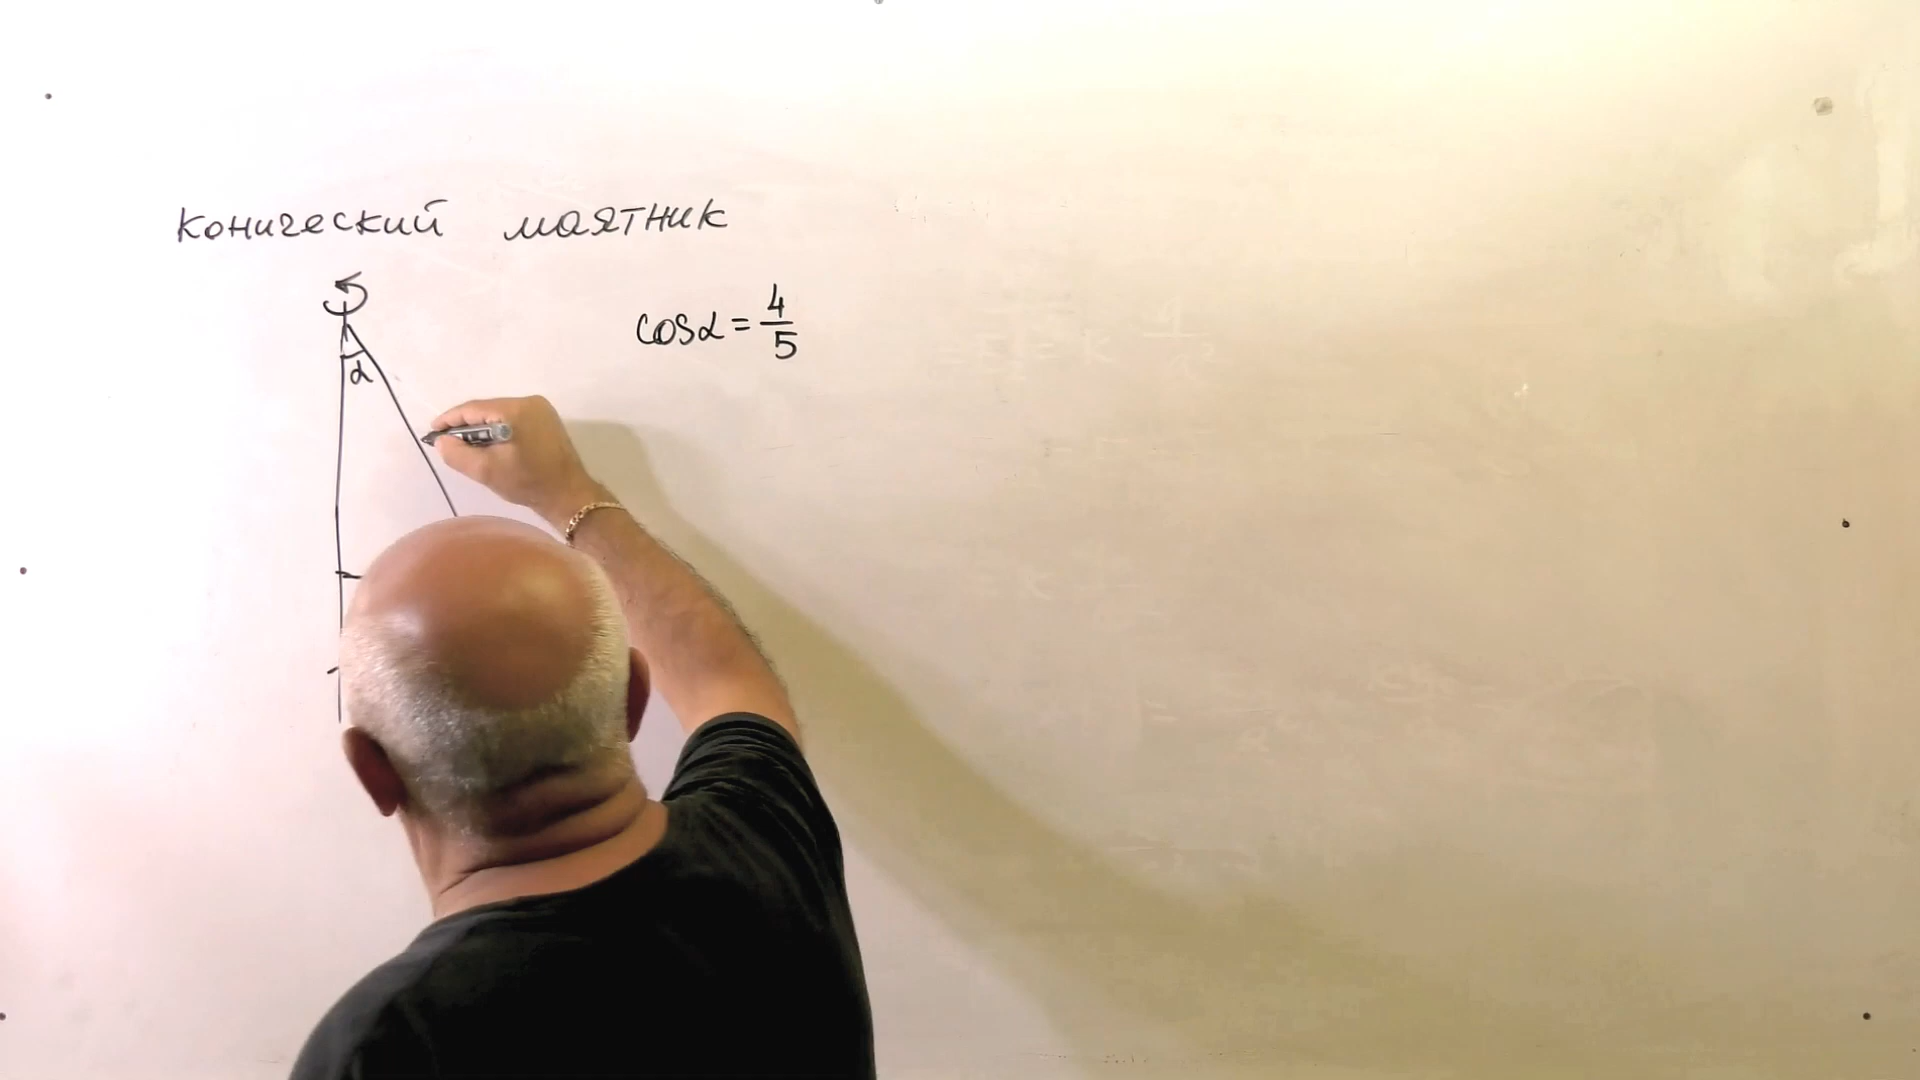 Конический маятник
cosα = 4/5
α